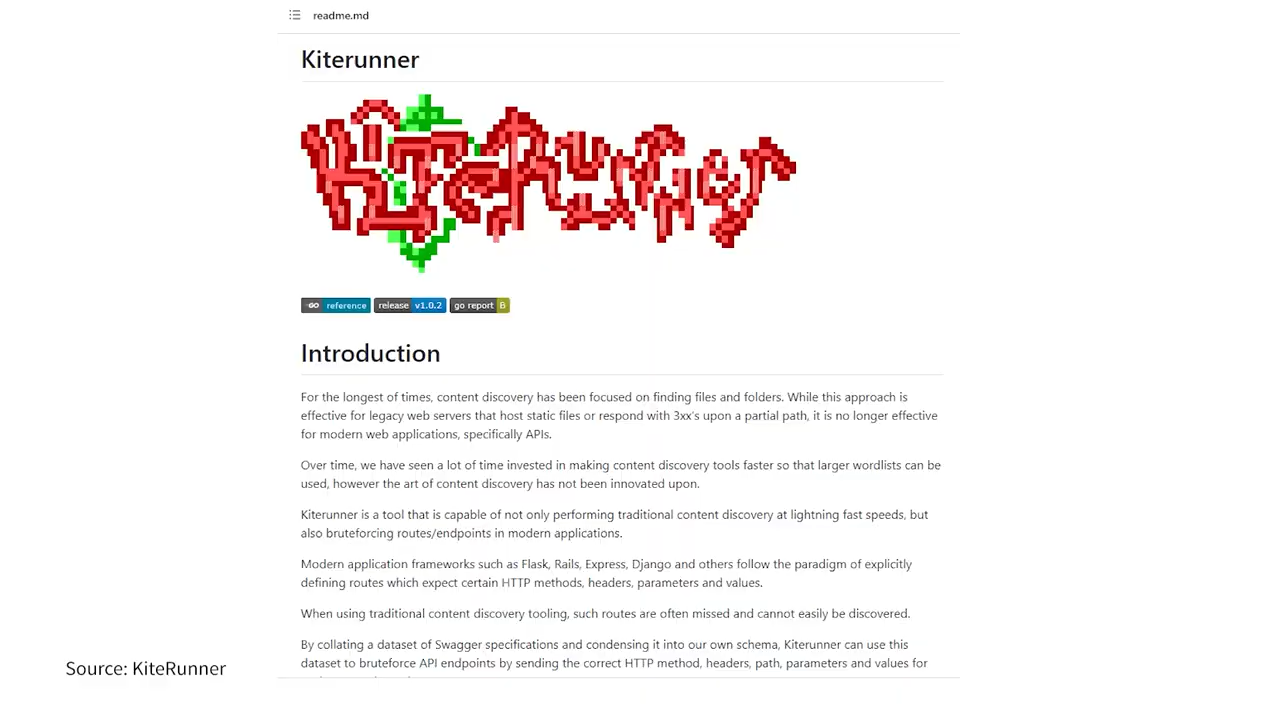 readme.md
Kiterunner
KiteRunner
GO reference release v1.0.2 go report B
Introduction
For the longest of times, content discovery has been focused on finding files and folders. While this approach is
effective for legacy web servers that host static files or respond with 3xx's upon a partial path, it is no longer effective
for modern web applications, specifically APIs.
Over time, we have seen a lot of time invested in making content discovery tools faster so that larger wordlists can be
used, however the art of content discovery has not been innovated upon.
Kiterunner is a tool that is capable of not only performing traditional content discovery at lightning fast speeds, but
also bruteforcing routes/endpoints in modern applications.
Modern application frameworks such as Flask, Rails, Express, Django and others follow the paradigm of explicitly
defining routes which expect certain HTTP methods, headers, parameters and values.
When using traditional content discovery tooling, such routes are often missed and cannot easily be discovered.
By collating a dataset of Swagger specifications and condensing it into our own schema, Kiterunner can use this
dataset to bruteforce API endpoints by sending the correct HTTP method, headers, path, parameters and values for
Source: KiteRunner